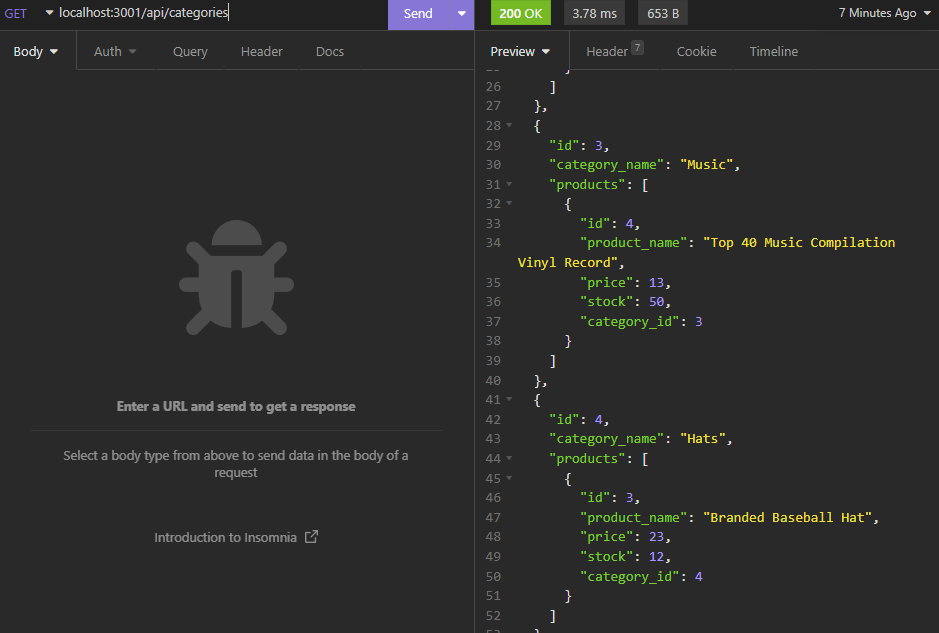 GET localhost:3001/api/categories Send 200 OK 3.78 ms 653 B 7 Minutes Ago
Body Auth Query Header Docs Preview Header 7 Cookie Timeline
26 ]
27 },
28 {
29 "id": 3,
30 "category_name": "Music",
31 "products": [
32 {
33 "id": 4,
34 "product_name": "Top 40 Music Compilation
Vinyl Record",
35 "price": 13,
36 "stock": 50,
37 "category_id": 3
38 }
39 ]
40 },
41 {
42 "id": 4,
43 "category_name": "Hats",
44 "products": [
45 {
46 "id": 3,
47 "product_name": "Branded Baseball Hat",
48 "price": 23,
49 "stock": 12,
50 "category_id": 4
51 }
52 ]
Enter a URL and send to get a response
Select a body type from above to send data in the body of a
request
Introduction to Insomnia